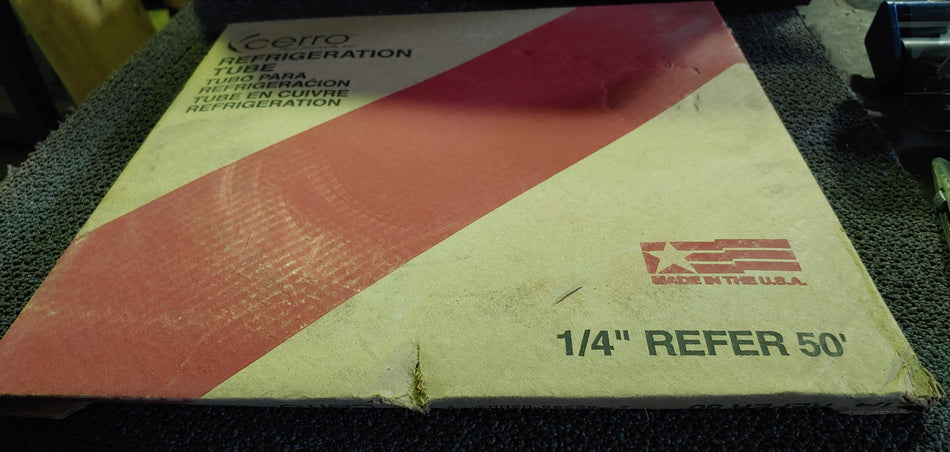 cerro
REFRIGERATION
TUBE
TUBO PARA
REFRIGERACION
TUBE EN CUIVRE
REFRIGERATION
MADE IN THE U.S.A.
1/4" REFER 50'